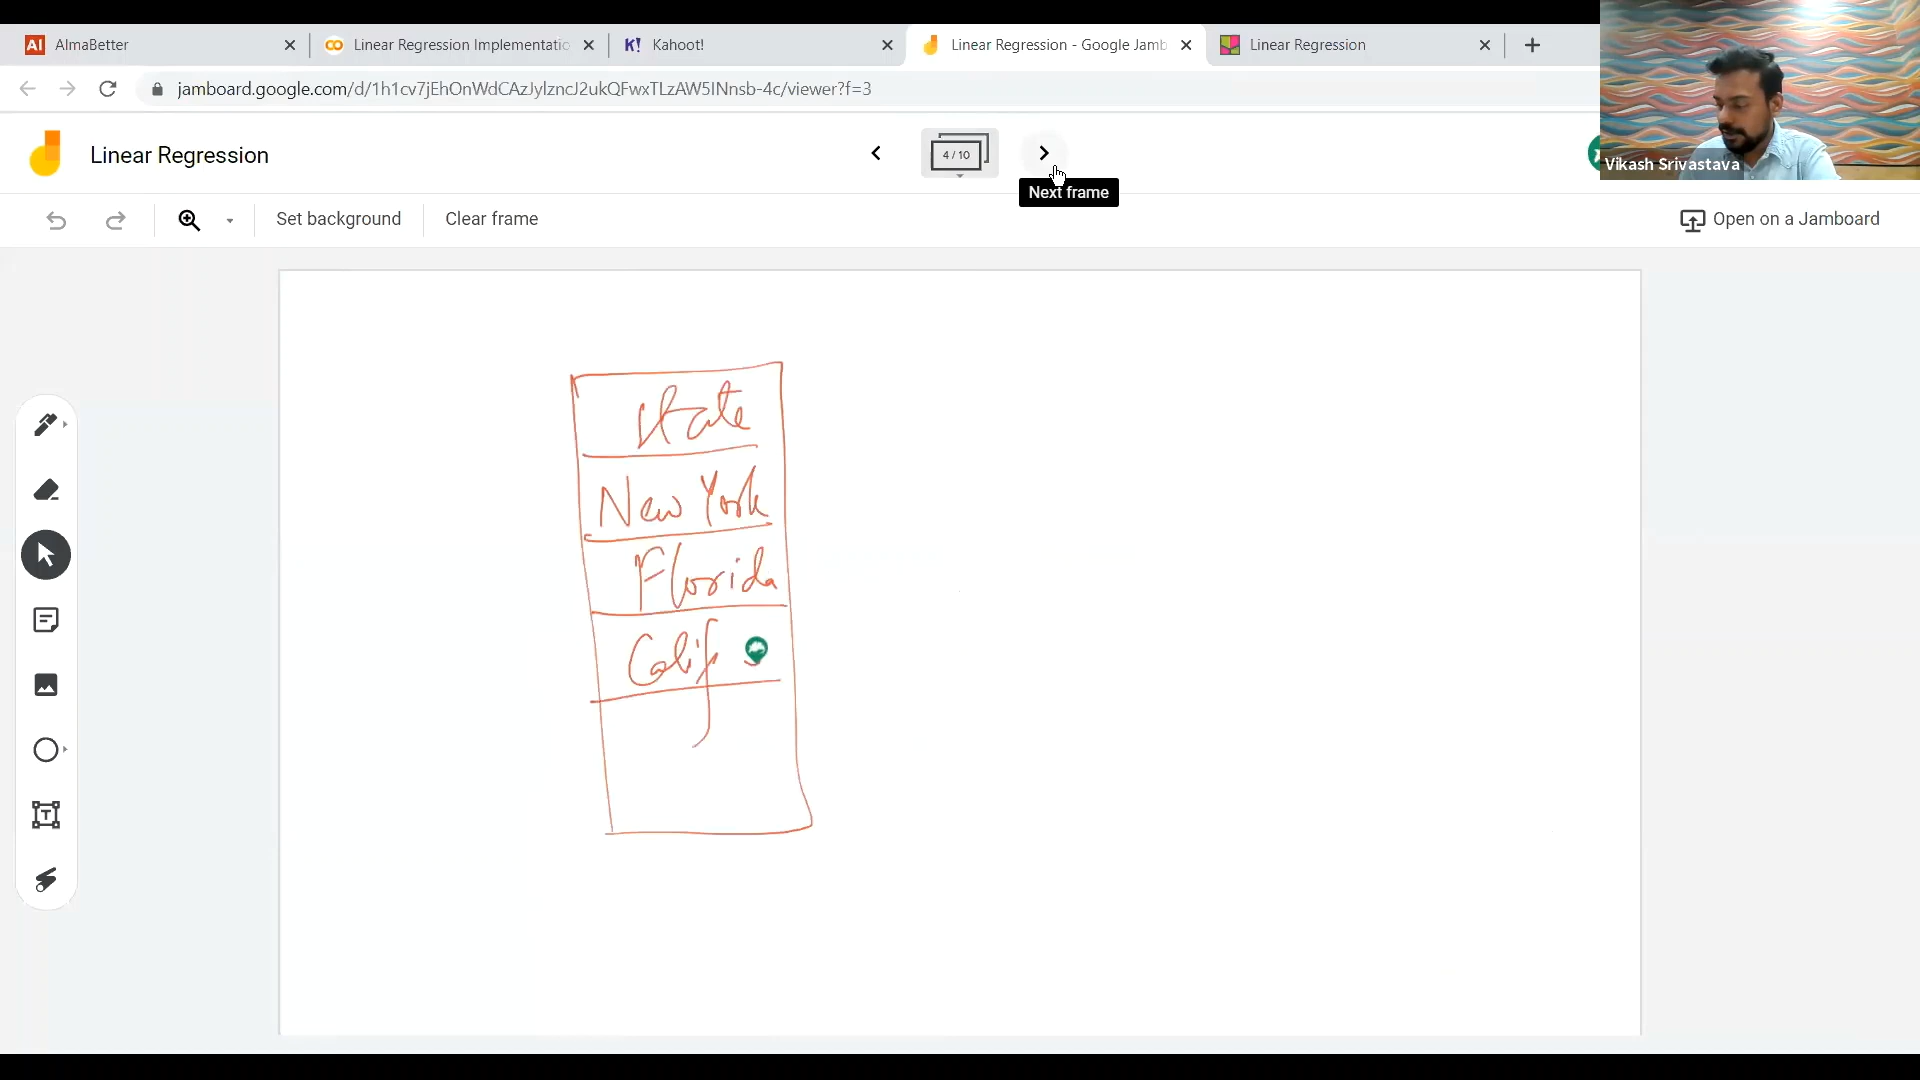 AlmaBetter
Linear Regression Implementatio
K! Kahoot!
Linear Regression - Google Jamb
Linear Regression
jamboard.google.com/d/1h1cv7jEhOnWdCAzJylzncJ2ukQFwxTLzAW5INnsb-4c/viewer?f=3
Linear Regression
4 / 10
Next frame
Vikash Srivastava
Set background
Clear frame
Open on a Jamboard
State
New York
Florida
Calif